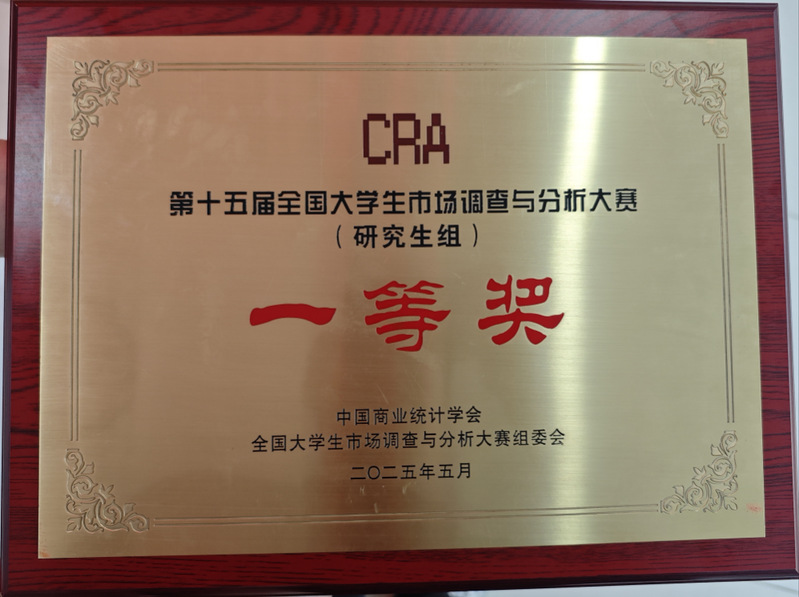 CRA
第十五届全国大学生市场调查与分析大赛
（研究生组）
一等奖
中国商业统计学会
全国大学生市场调查与分析大赛组委会
二〇二五年五月